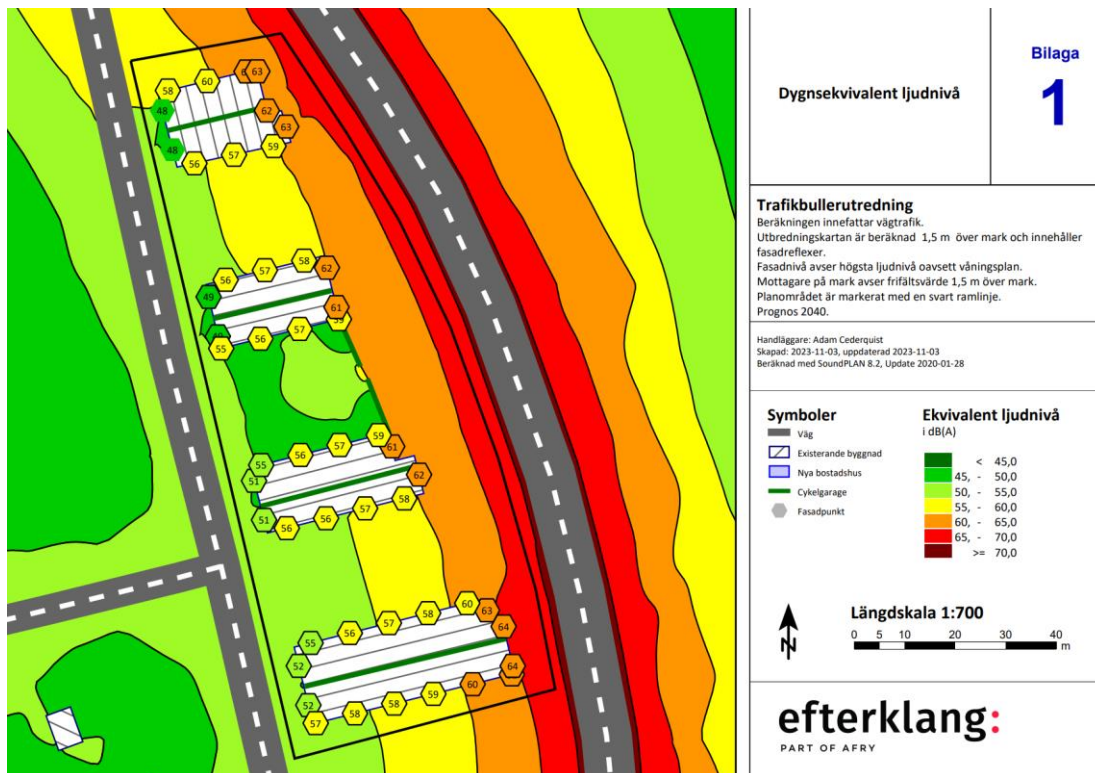 58
60
63
48
62
63
48
56
57
59
56
57
58
62
49
61
55
56
57
59
55
56
57
59
61
51
62
51
56
56
57
58
55
56
57
58
60
63
64
52
64
52
57
58
58
59
60
Dygnsekvivalent ljudnivå
Bilaga
1
Trafikbullerutredning
Beräkningen innefattar vägtrafik.
Utbredningskartan är beräknad 1,5 m över mark och innehåller
fasadreflexer.
Fasadnivå avser högsta ljudnivå oavsett våningsplan.
Mottagare på mark avser frifältsvärde 1,5 m över mark.
Planområdet är markerat med en svart ramlinje.
Prognos 2040.
Handläggare: Adam Cederquist
Skapad: 2023-11-03, uppdaterad 2023-11-03
Beräknad med SoundPLAN 8.2, Update 2020-01-28
Symboler
Väg
Existerande byggnad
Nya bostadshus
Cykelgarage
Fasadpunkt
Ekvivalent ljudnivå
i dB(A)
< 45,0
45, - 50,0
50, - 55,0
55, - 60,0
60, - 65,0
65, - 70,0
>= 70,0
N
Längdskala 1:700
0 5 10 20 30 40
m
efterklang:
PART OF AFRY